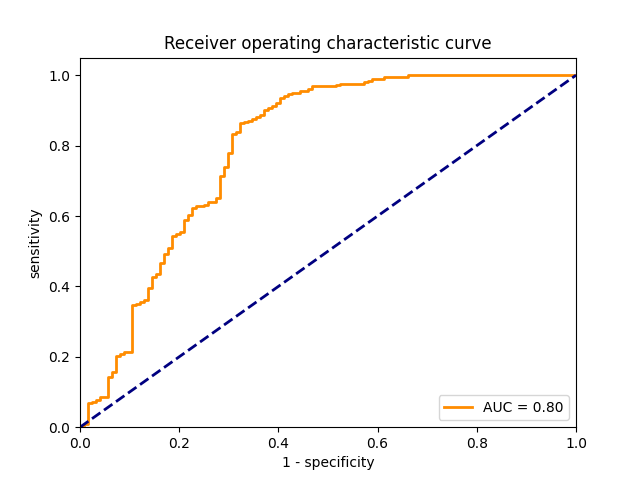 Receiver operating characteristic curve
1.0
0.8
0.6
0.4
0.2
0.0
sensitivity
AUC = 0.80
0.0 0.2 0.4 0.6 0.8 1.0
1 - specificity